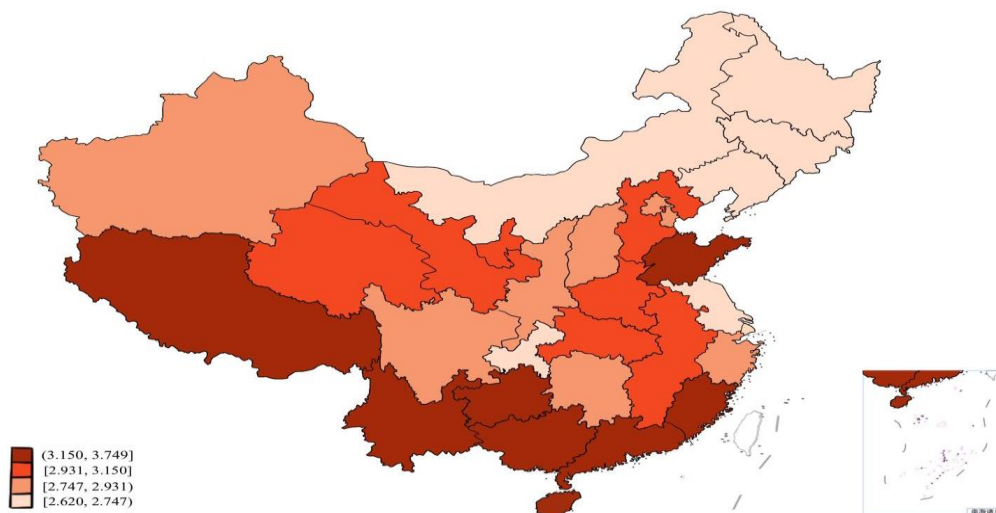 (3.150, 3.749]
[2.931, 3.150]
[2.747, 2.931)
[2.620, 2.747)